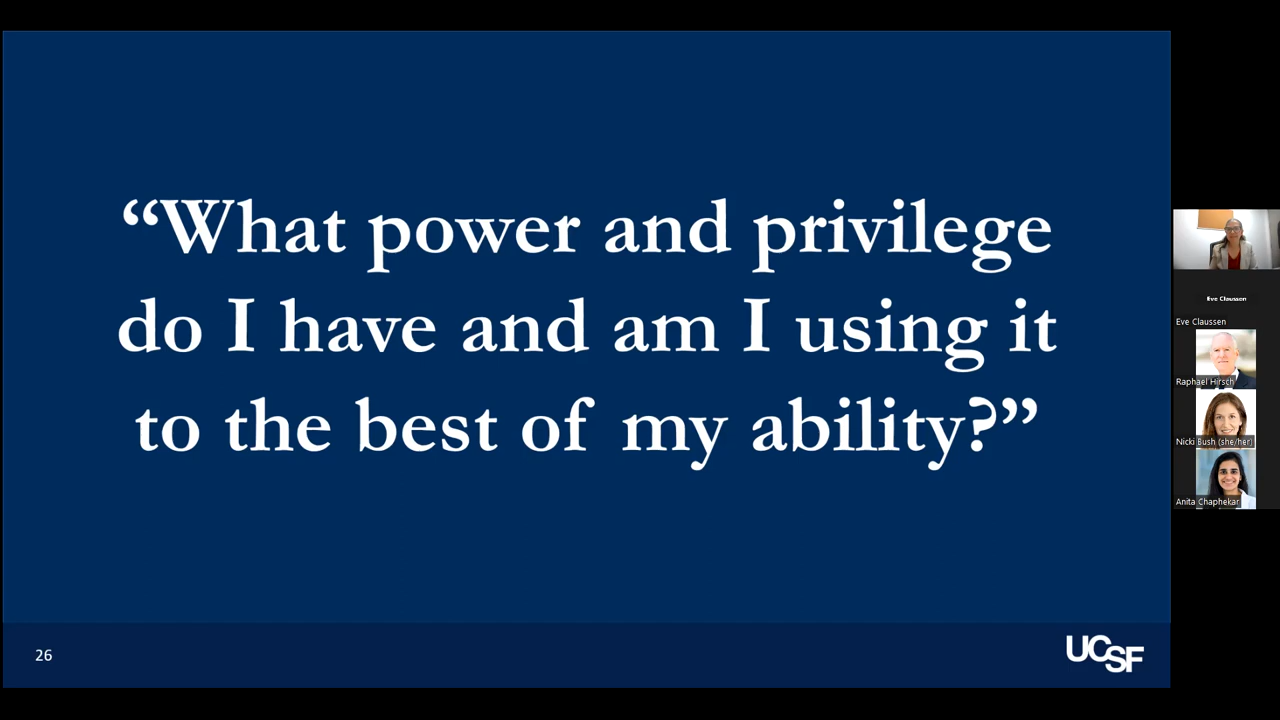 “What power and privilege
do I have and am I using it
to the best of my ability?”
26
UCSF
Eve Claussen
Eve Claussen
Raphael Hirsch
Nicki Bush (she/her)
Anita Chaphekar